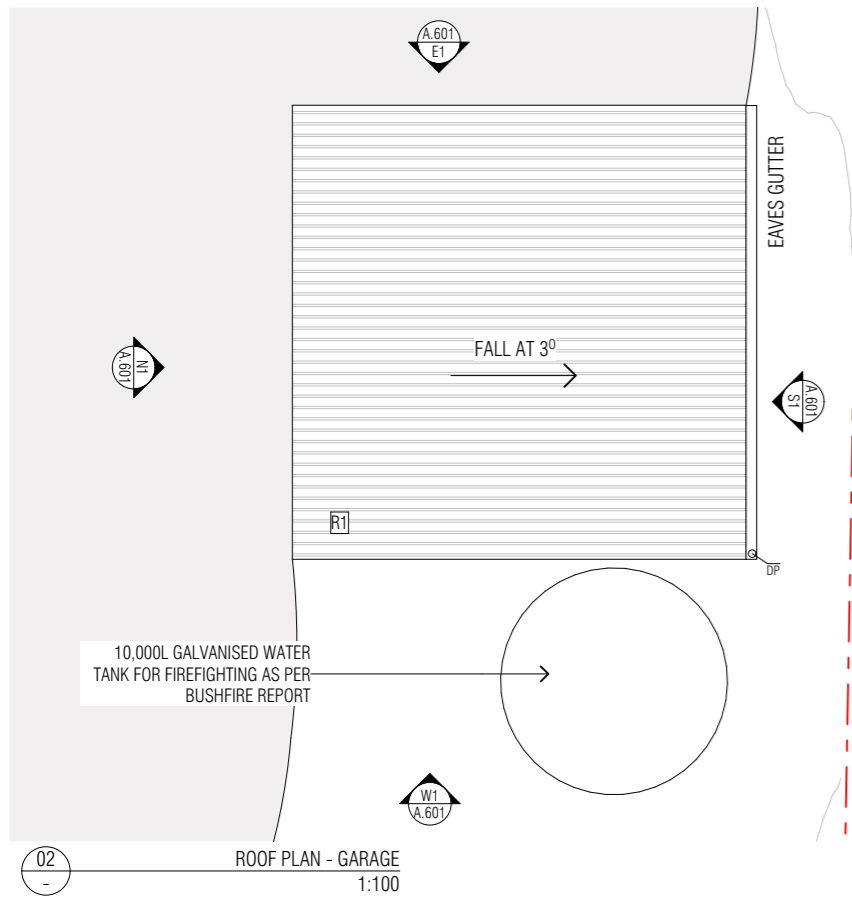 A.601
E1
EAVES GUTTER
FALL AT 3⁰
N1
A.601
A.601
S1
R1
DP
10,000L GALVANISED WATER
TANK FOR FIREFIGHTING AS PER
BUSHFIRE REPORT
W1
A.601
02
-
ROOF PLAN - GARAGE
1:100